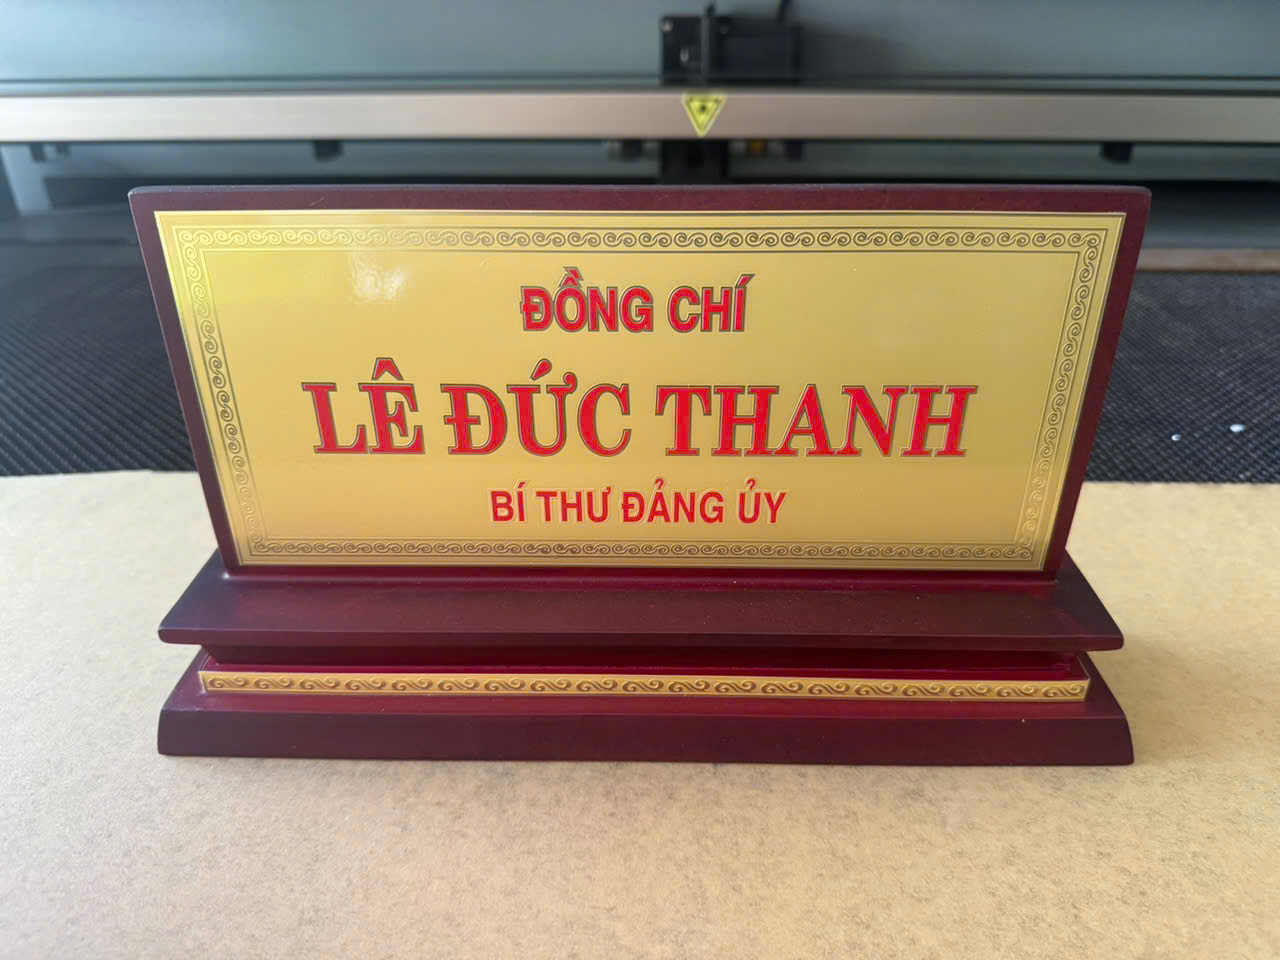 ĐỒNG CHÍ
LÊ ĐỨC THANH
BÍ THƯ ĐẢNG ỦY